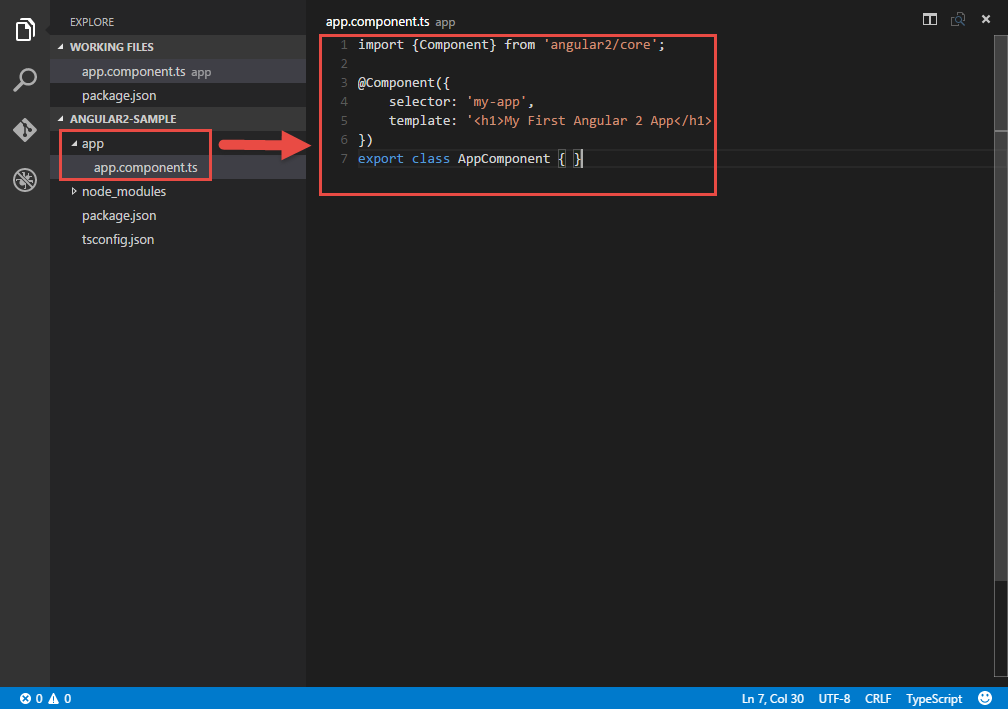 EXPLORE
WORKING FILES
app.component.ts app
package.json
ANGULAR2-SAMPLE
app
app.component.ts
node_modules
package.json
tsconfig.json
app.component.ts app
1 import {Component} from 'angular2/core';
2
3 @Component({
4     selector: 'my-app',
5     template: '<h1>My First Angular 2 App</h1>
6 })
7 export class AppComponent { }
0 0
Ln 7, Col 30 UTF-8 CRLF TypeScript